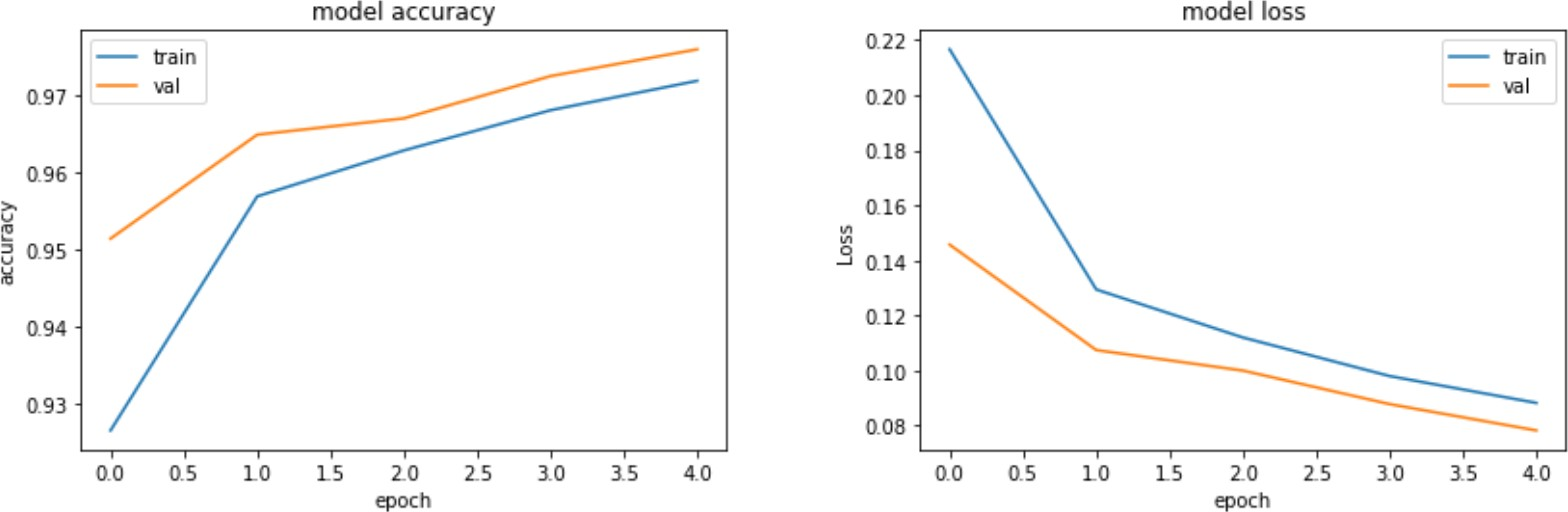 model accuracy
train
val
0.97
0.96
0.95
0.94
0.93
accuracy
0.0 0.5 1.0 1.5 2.0 2.5 3.0 3.5 4.0
epoch
model loss
train
val
0.22
0.20
0.18
0.16
0.14
0.12
0.10
0.08
Loss
0.0 0.5 1.0 1.5 2.0 2.5 3.0 3.5 4.0
epoch